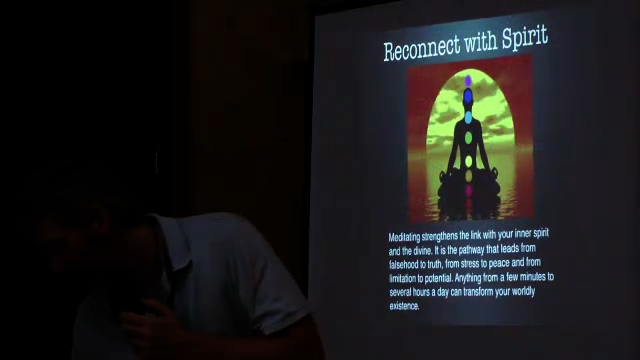 Reconnect with Spirit
Meditating strengthens the link with your inner spirit
and the divine. It is the pathway that leads from
falsehood to truth, from stress to peace and from
limitation to potential. Anything from a few minutes to
several hours a day can transform your worldly
existence.